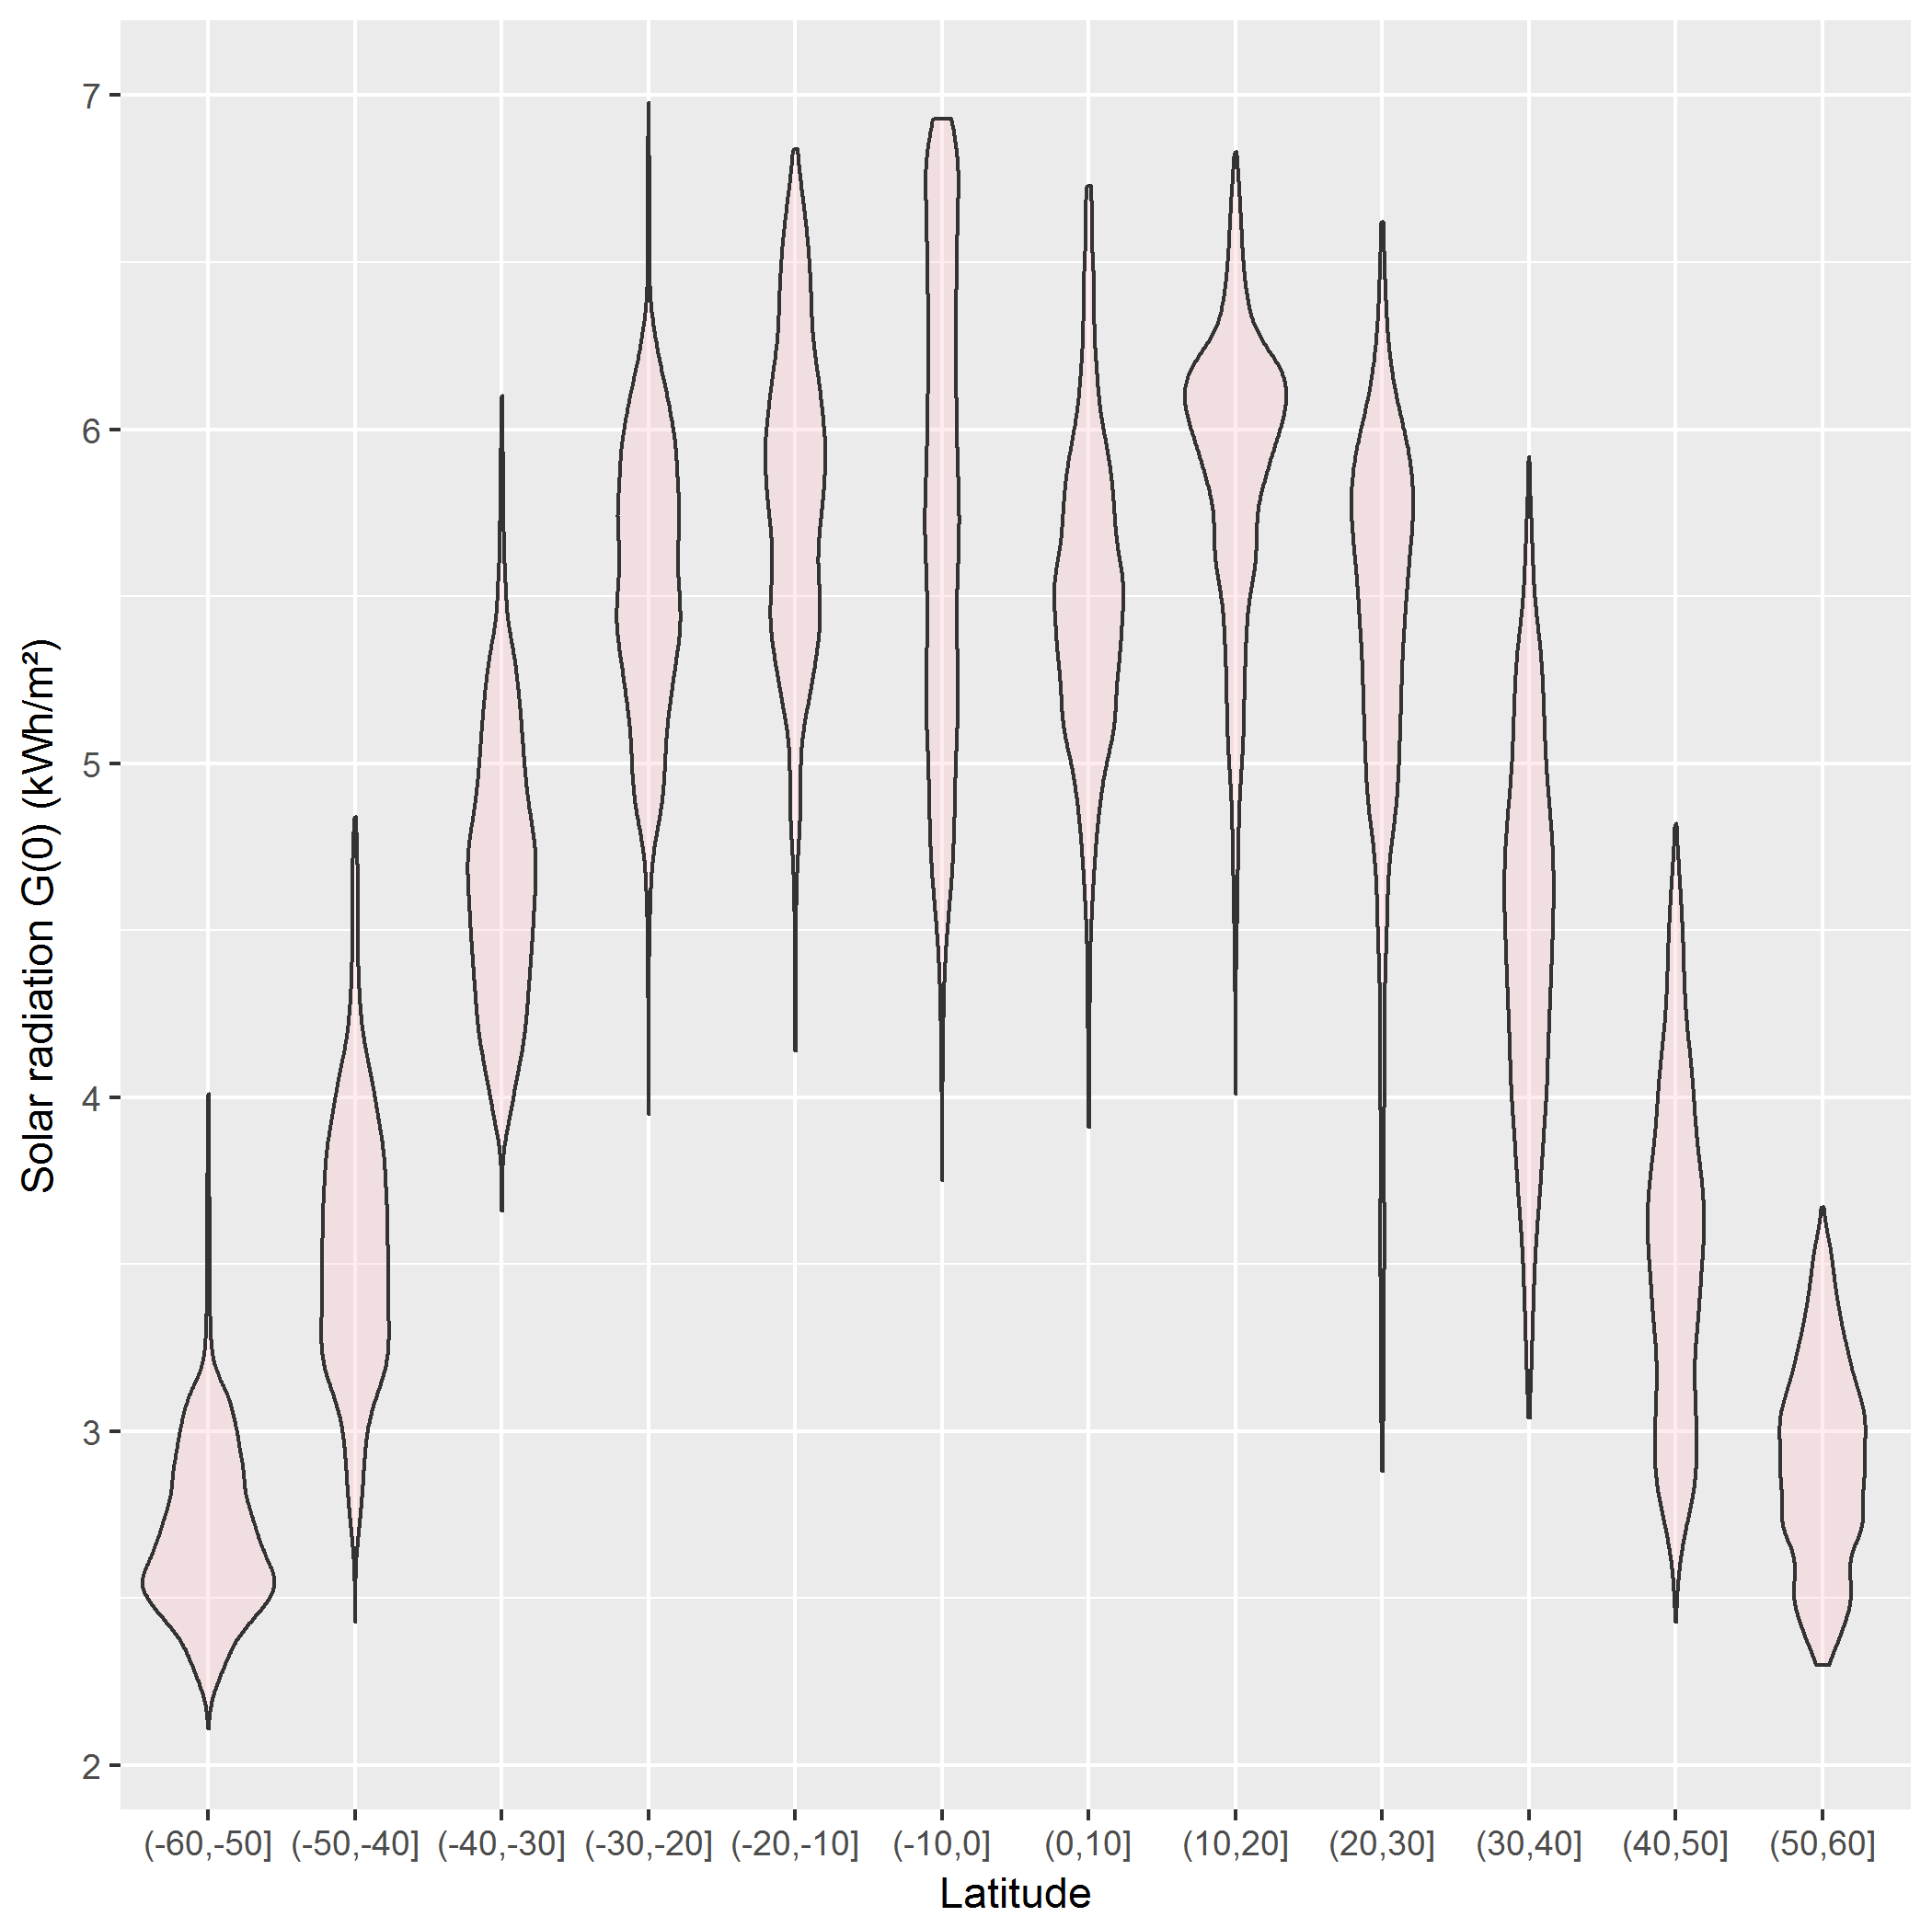 Solar radiation G(0) (kWh/m²)
7
6
5
4
3
2
(-60,-50] (-50,-40] (-40,-30] (-30,-20] (-20,-10] (-10,0] (0,10] (10,20] (20,30] (30,40] (40,50] (50,60]
Latitude